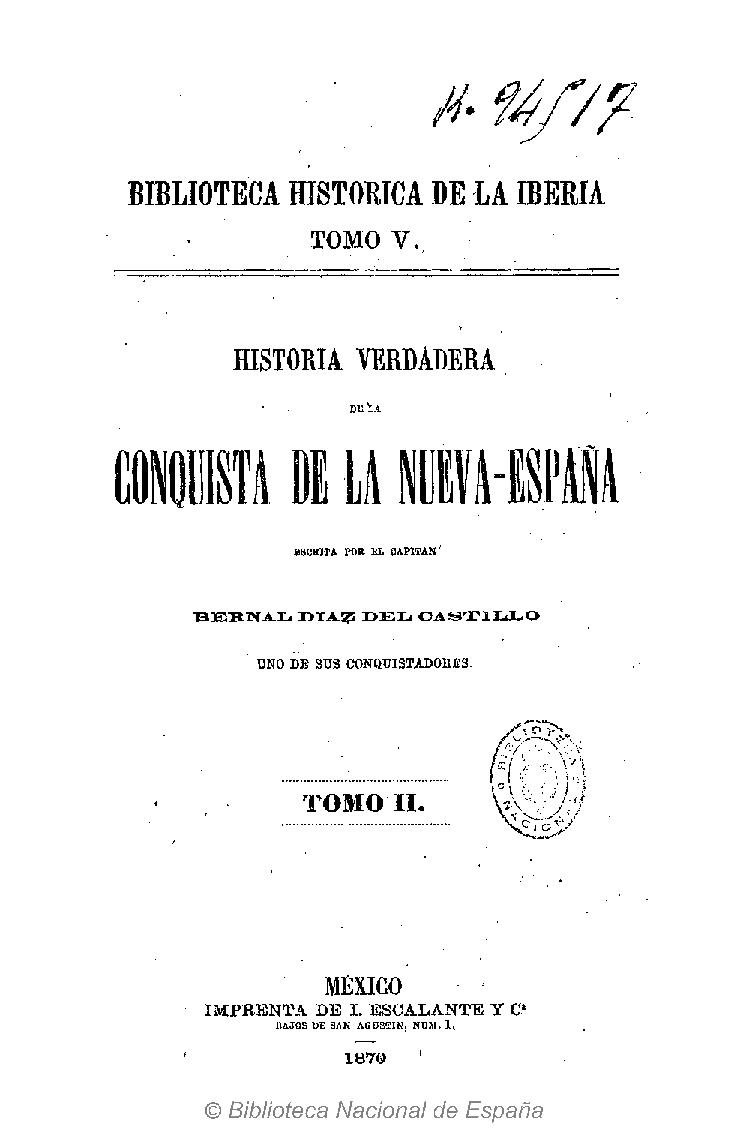 R. 94517
BIBLIOTECA HISTORICA DE LA IBERIA
TOMO V.
HISTORIA VERDADERA
DE LA
CONQUISTA DE LA NUEVA-ESPAÑA
ESCRITA POR EL CAPITAN
BERNAL DIAZ DEL CASTILLO
UNO DE SUS CONQUISTADORES.
BIBLIOTECA NACIONAL
TOMO II.
MÉXICO
IMPRENTA DE I. ESCALANTE Y Cª
BAJOS DE SAN AGUSTIN, NUM. 1.
1870
© Biblioteca Nacional de España